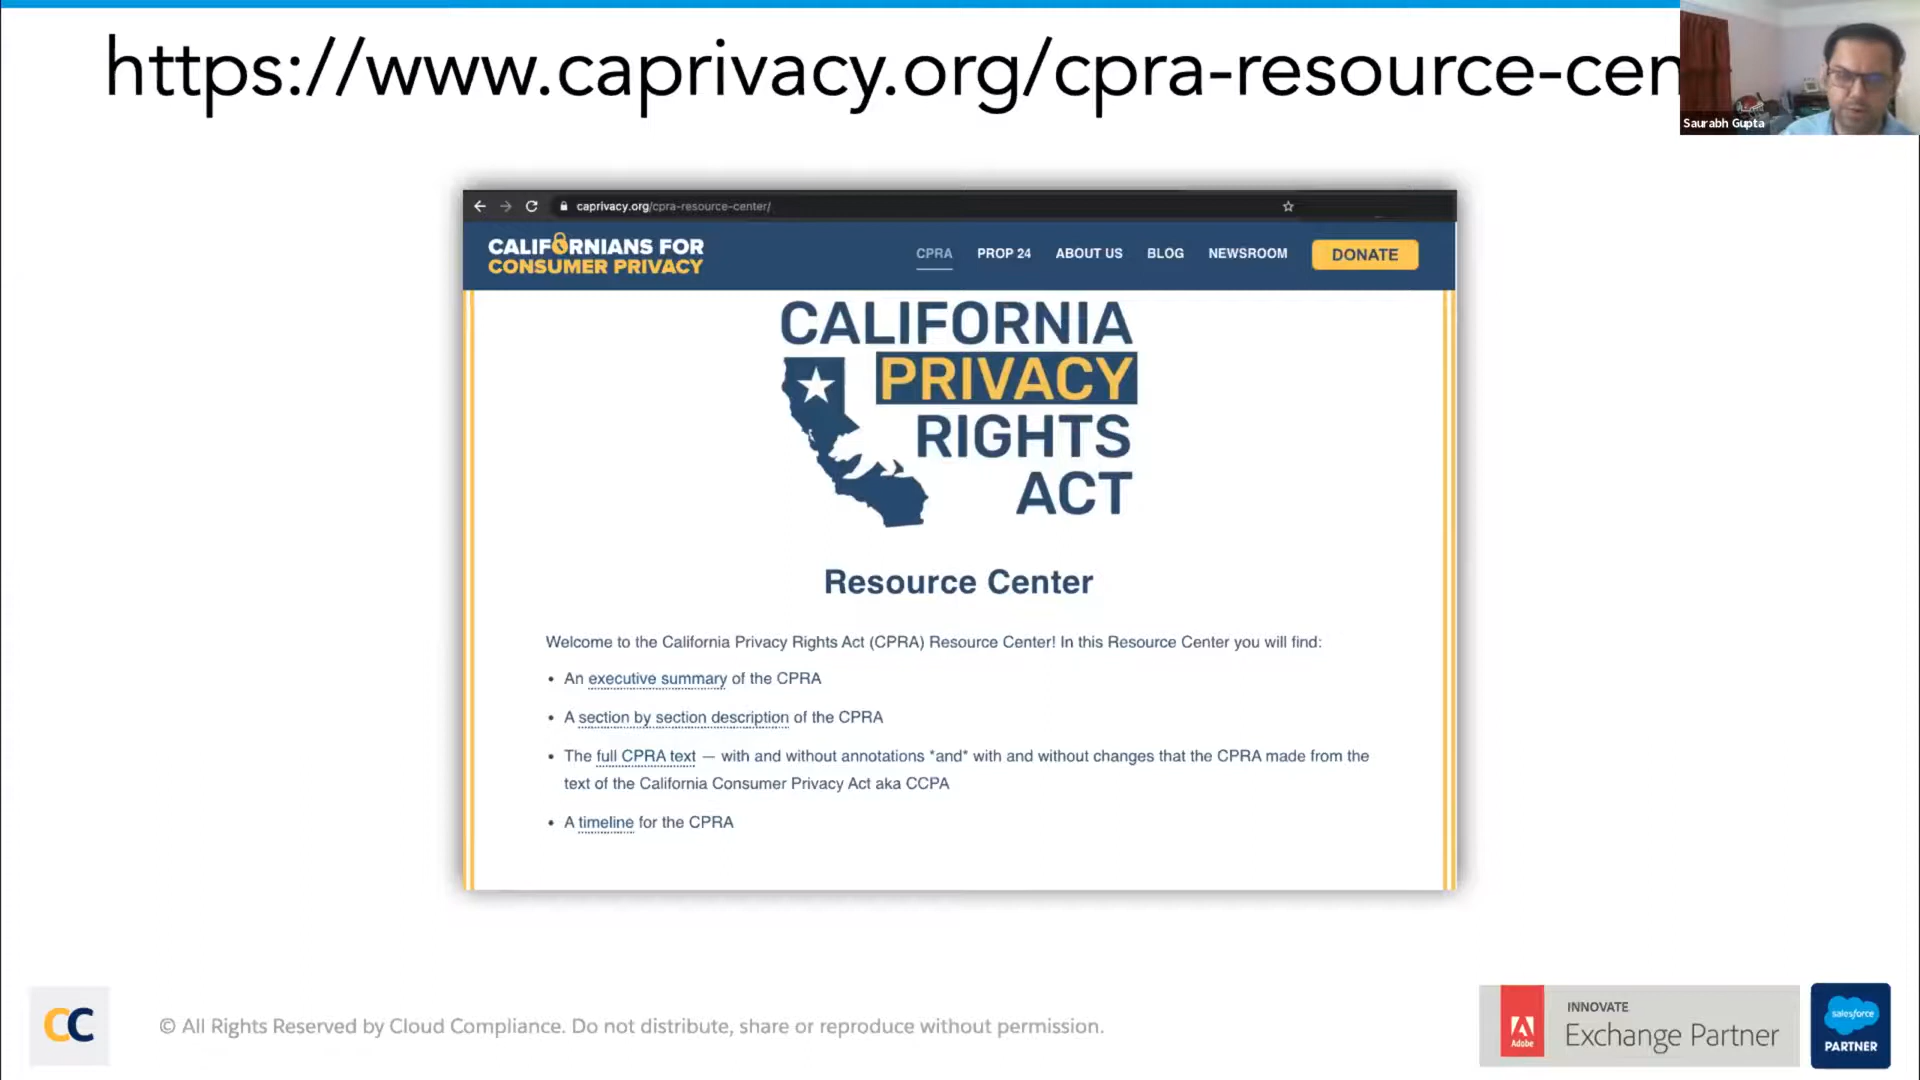 https://www.caprivacy.org/cpra-resource-cen
Saurabh Gupta
caprivacy.org/cpra-resource-center/
CALIFORNIANS FOR
CONSUMER PRIVACY
CPRA PROP 24 ABOUT US BLOG NEWSROOM DONATE
CALIFORNIA
PRIVACY
RIGHTS
ACT
Resource Center
Welcome to the California Privacy Rights Act (CPRA) Resource Center! In this Resource Center you will find:
• An executive summary of the CPRA
• A section by section description of the CPRA
• The full CPRA text — with and without annotations *and* with and without changes that the CPRA made from the
text of the California Consumer Privacy Act aka CCPA
• A timeline for the CPRA
CC
© All Rights Reserved by Cloud Compliance. Do not distribute, share or reproduce without permission.
Adobe
INNOVATE
Exchange Partner
salesforce
PARTNER